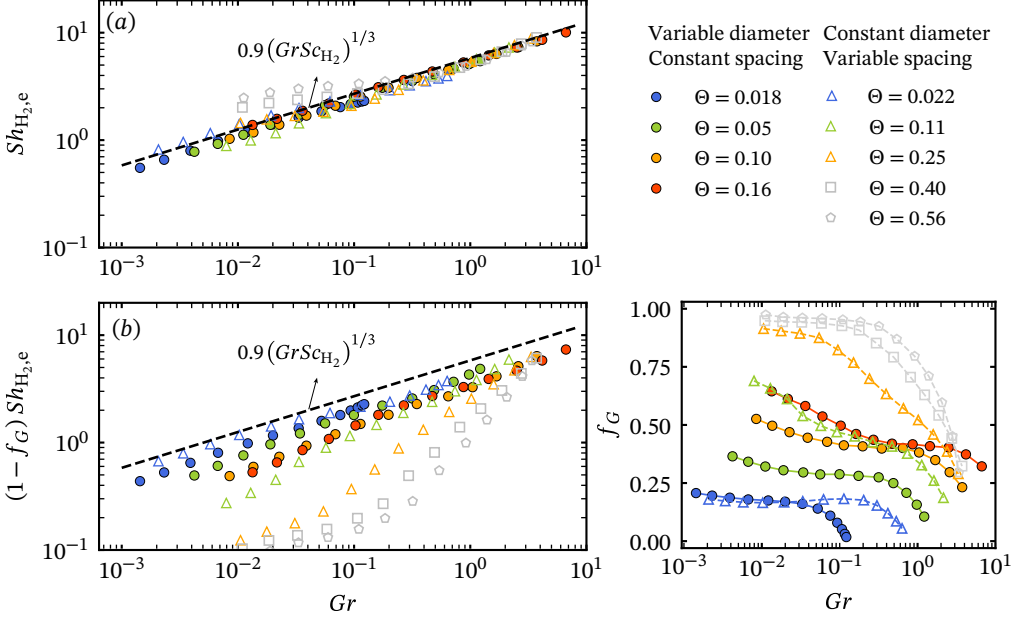 (a)
0.9 (GrSc_{H_2})^{1/3}
Sh_{H_2,e}
10^1
10^0
10^{-1}
10^{-3} 10^{-2} 10^{-1} 10^0 10^1
Variable diameter Constant diameter
Constant spacing Variable spacing
Θ = 0.018 Θ = 0.022
Θ = 0.05 Θ = 0.11
Θ = 0.10 Θ = 0.25
Θ = 0.16 Θ = 0.40
Θ = 0.56
(b)
0.9 (GrSc_{H_2})^{1/3}
(1 − f_G) Sh_{H_2,e}
10^1
10^0
10^{-1}
10^{-3} 10^{-2} 10^{-1} 10^0 10^1
Gr
f_G
1.00
0.75
0.50
0.25
0.00
10^{-3} 10^{-2} 10^{-1} 10^0 10^1
Gr